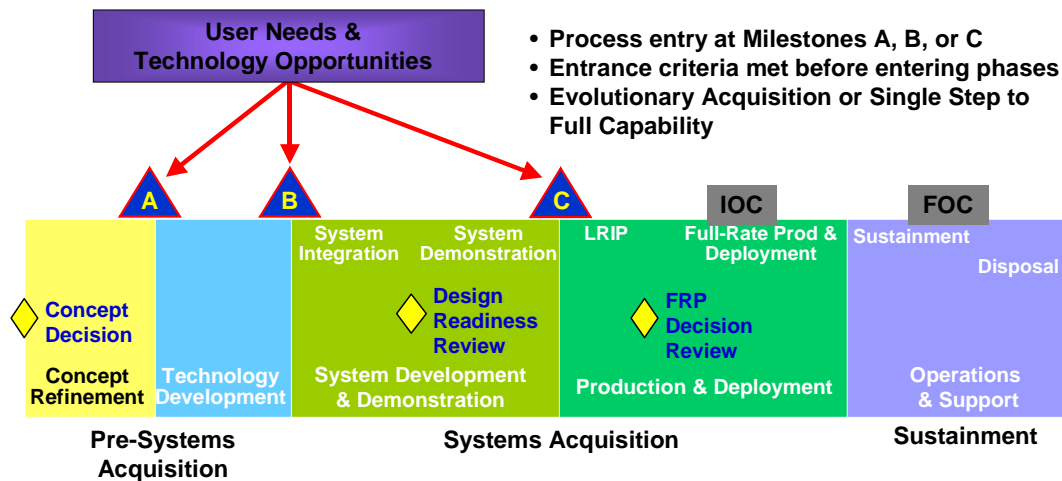 User Needs &
Technology Opportunities
• Process entry at Milestones A, B, or C
• Entrance criteria met before entering phases
• Evolutionary Acquisition or Single Step to
Full Capability
A
B
C
IOC
FOC
System
Integration
System
Demonstration
LRIP
Full-Rate Prod &
Deployment
Sustainment
Disposal
Concept
Decision
Design
Readiness
Review
FRP
Decision
Review
Concept
Refinement
Technology
Development
System Development
& Demonstration
Production & Deployment
Operations
& Support
Pre-Systems
Acquisition
Systems Acquisition
Sustainment